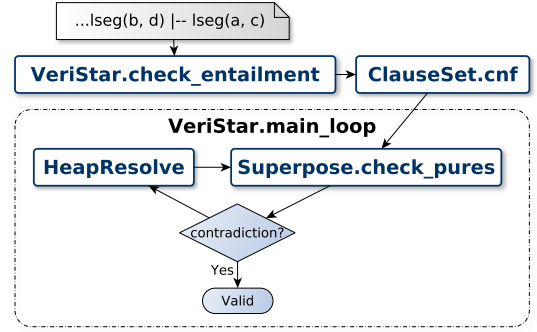 ...lseg(b, d) |-- lseg(a, c)
VeriStar.check_entailment
ClauseSet.cnf
VeriStar.main_loop
HeapResolve
Superpose.check_pures
contradiction?
Yes
Valid